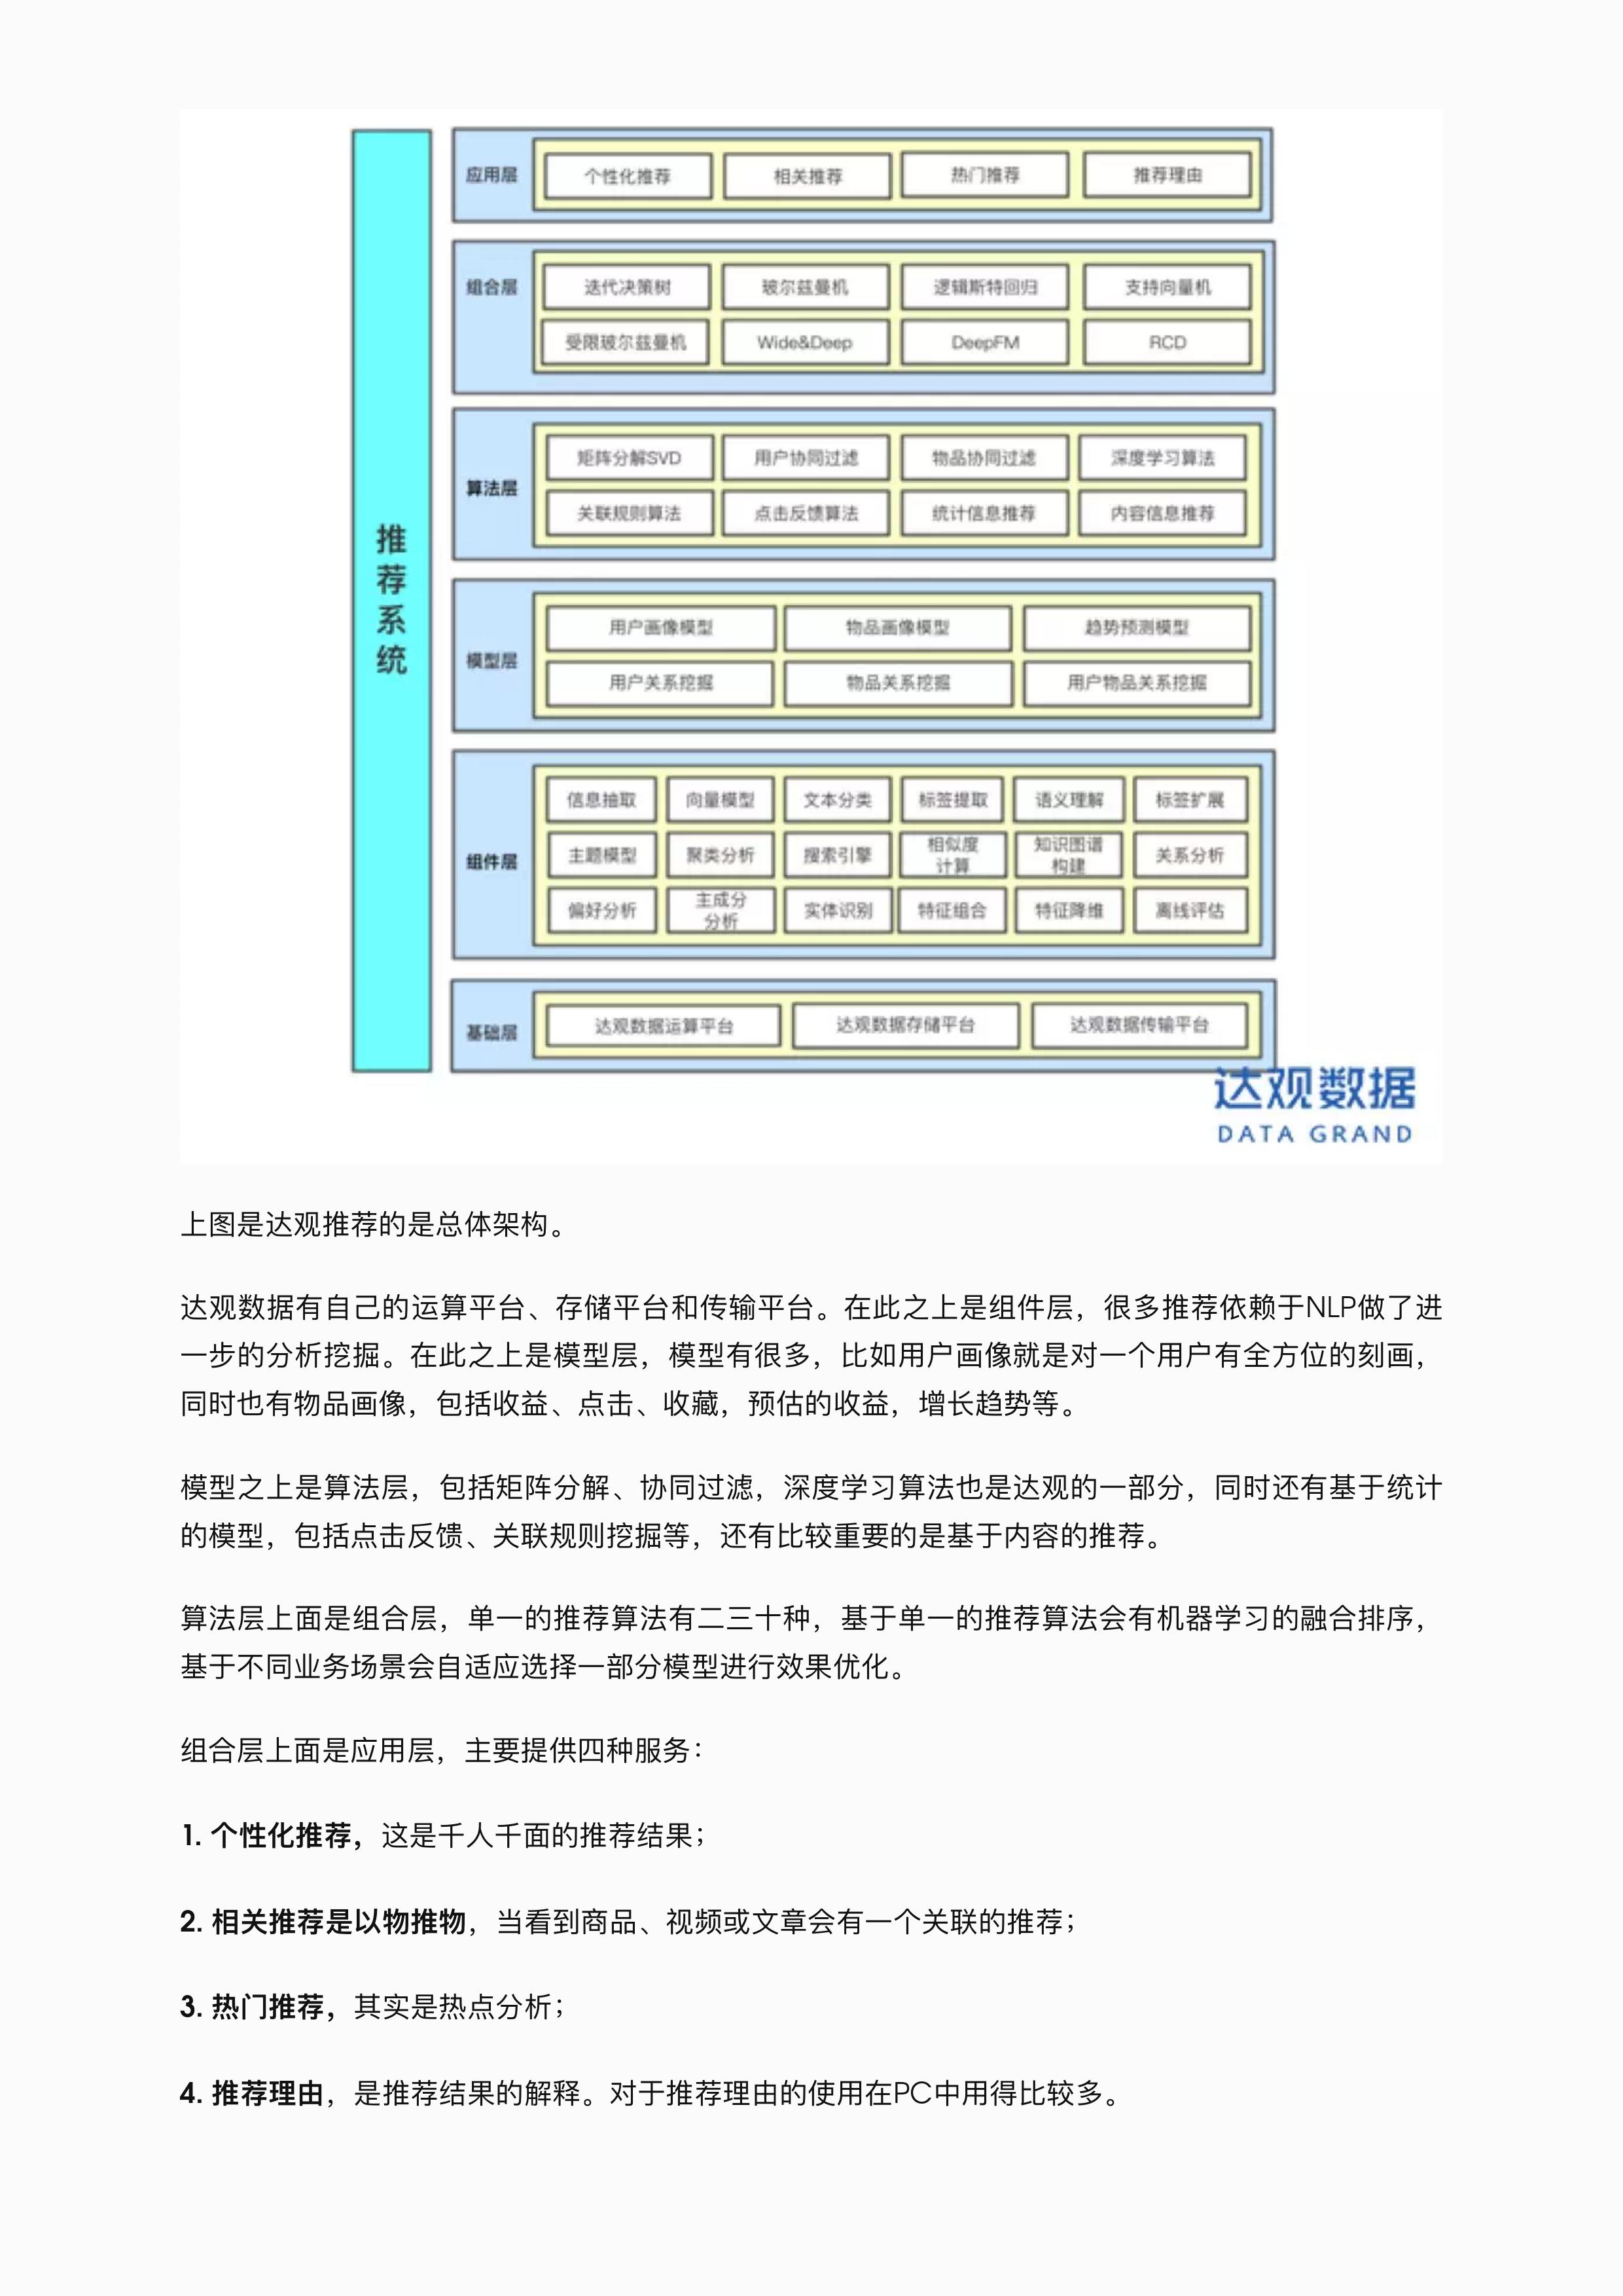 推荐系统
应用层
个性化推荐 相关推荐 热门推荐 推荐理由
组合层
迭代决策树 玻尔兹曼机 逻辑斯特回归 支持向量机
受限玻尔兹曼机 Wide&Deep DeepFM RCD
算法层
矩阵分解SVD 用户协同过滤 物品协同过滤 深度学习算法
关联规则算法 点击反馈算法 统计信息推荐 内容信息推荐
模型层
用户画像模型 物品画像模型 趋势预测模型
用户关系挖掘 物品关系挖掘 用户物品关系挖掘
组件层
信息抽取 向量模型 文本分类 标签提取 语义理解 标签扩展
主题模型 聚类分析 搜索引擎 相似度计算 知识图谱构建 关系分析
偏好分析 主成分分析 实体识别 特征组合 特征降维 离线评估
基础层
达观数据运算平台 达观数据存储平台 达观数据传输平台
达观数据
DATA GRAND
上图是达观推荐的是总体架构。
达观数据有自己的运算平台、存储平台和传输平台。在此之上是组件层，很多推荐依赖于NLP做了进
一步的分析挖掘。在此之上是模型层，模型有很多，比如用户画像就是对一个用户有全方位的刻画，
同时也有物品画像，包括收益、点击、收藏，预估的收益，增长趋势等。
模型之上是算法层，包括矩阵分解、协同过滤，深度学习算法也是达观的一部分，同时还有基于统计
的模型，包括点击反馈、关联规则挖掘等，还有比较重要的是基于内容的推荐。
算法层上面是组合层，单一的推荐算法有二三十种，基于单一的推荐算法会有机器学习的融合排序，
基于不同业务场景会自适应选择一部分模型进行效果优化。
组合层上面是应用层，主要提供四种服务：
1. 个性化推荐，这是千人千面的推荐结果；
2. 相关推荐是以物推物，当看到商品、视频或文章会有一个关联的推荐；
3. 热门推荐，其实是热点分析；
4. 推荐理由，是推荐结果的解释。对于推荐理由的使用在PC中用得比较多。